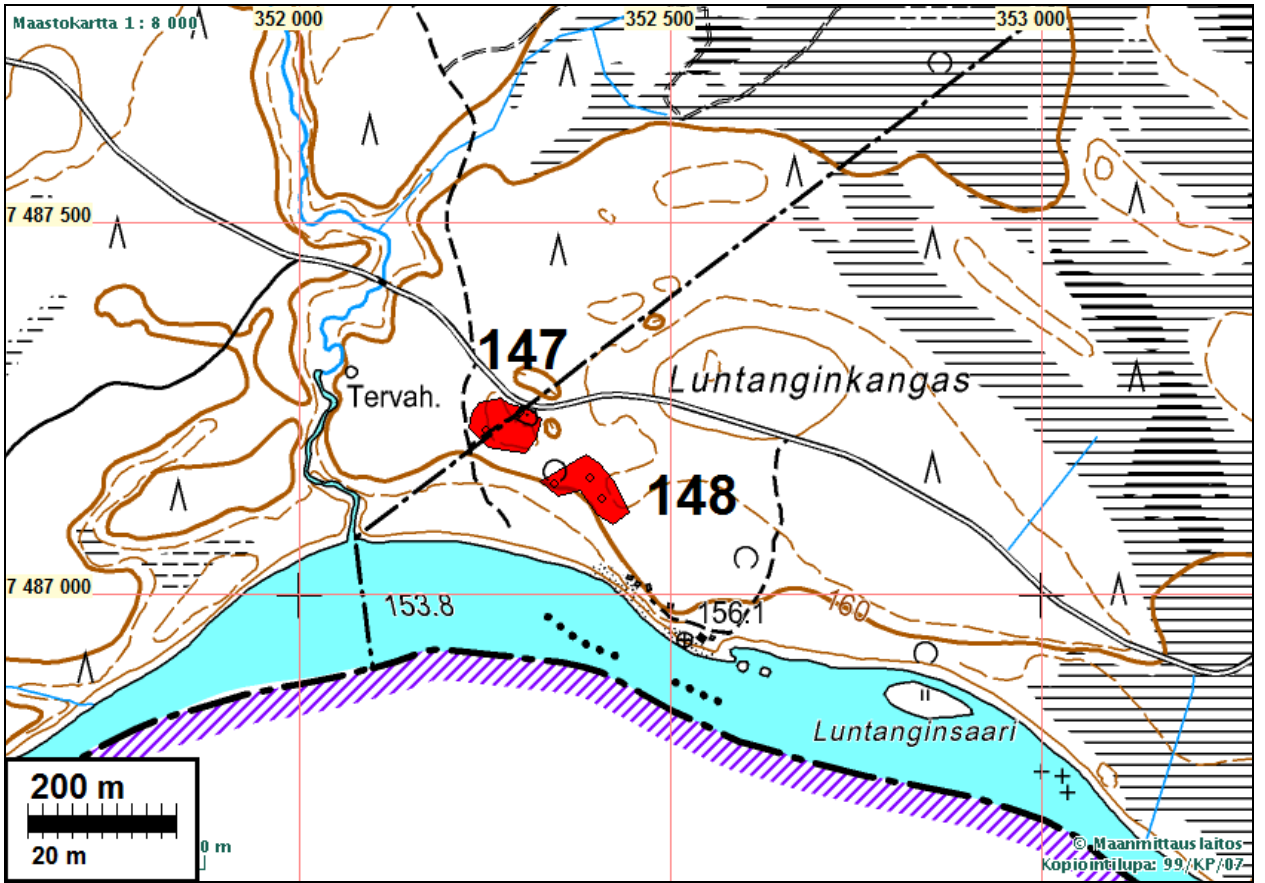 Maastokartta 1 : 8 000
352 000
352 500
353 000
7 487 500
147
Luntanginkangas
Tervah.
148
7 487 000
153.8
156.1
160
Luntanginsaari
200 m
20 m
0 m
© Maanmittauslaitos
Kopiointilupa: 99/KP/07